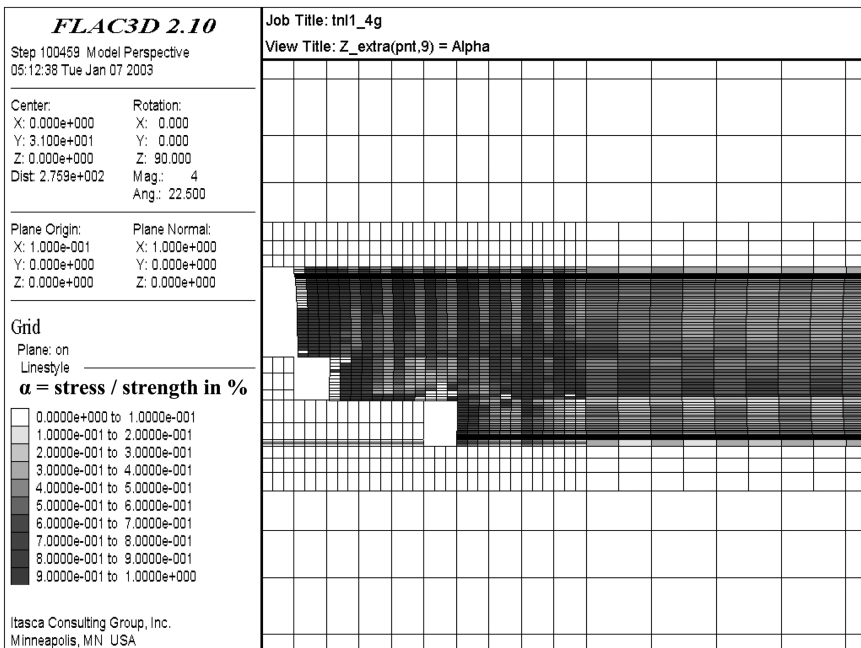 FLAC3D 2.10
Step 100459 Model Perspective
05:12:38 Tue Jan 07 2003
Center:
X: 0.000e+000
Y: 3.100e+001
Z: 0.000e+000
Dist: 2.759e+002
Rotation:
X: 0.000
Y: 0.000
Z: 90.000
Mag.: 4
Ang.: 22.500
Plane Origin:
X: 1.000e-001
Y: 0.000e+000
Z: 0.000e+000
Plane Normal:
X: 1.000e+000
Y: 0.000e+000
Z: 0.000e+000
Grid
Plane: on
Linestyle
α = stress / strength in %
0.0000e+000 to 1.0000e-001
1.0000e-001 to 2.0000e-001
2.0000e-001 to 3.0000e-001
3.0000e-001 to 4.0000e-001
4.0000e-001 to 5.0000e-001
5.0000e-001 to 6.0000e-001
6.0000e-001 to 7.0000e-001
7.0000e-001 to 8.0000e-001
8.0000e-001 to 9.0000e-001
9.0000e-001 to 1.0000e+000
Itasca Consulting Group, Inc.
Minneapolis, MN USA
Job Title: tnl1_4g
View Title: Z_extra(pnt,9) = Alpha